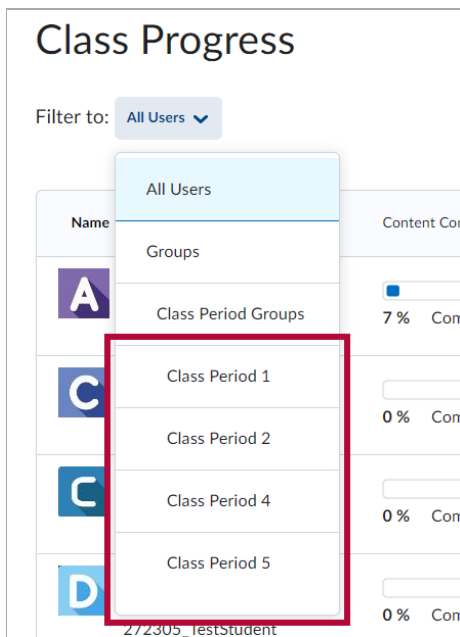 Class Progress
Filter to: All Users
All Users
Name
Content Co
Groups
A
Class Period Groups
7 % Com
Class Period 1
C
0 % Com
Class Period 2
C
Class Period 4
0 % Com
Class Period 5
D
0 % Com
272305_TestStudent